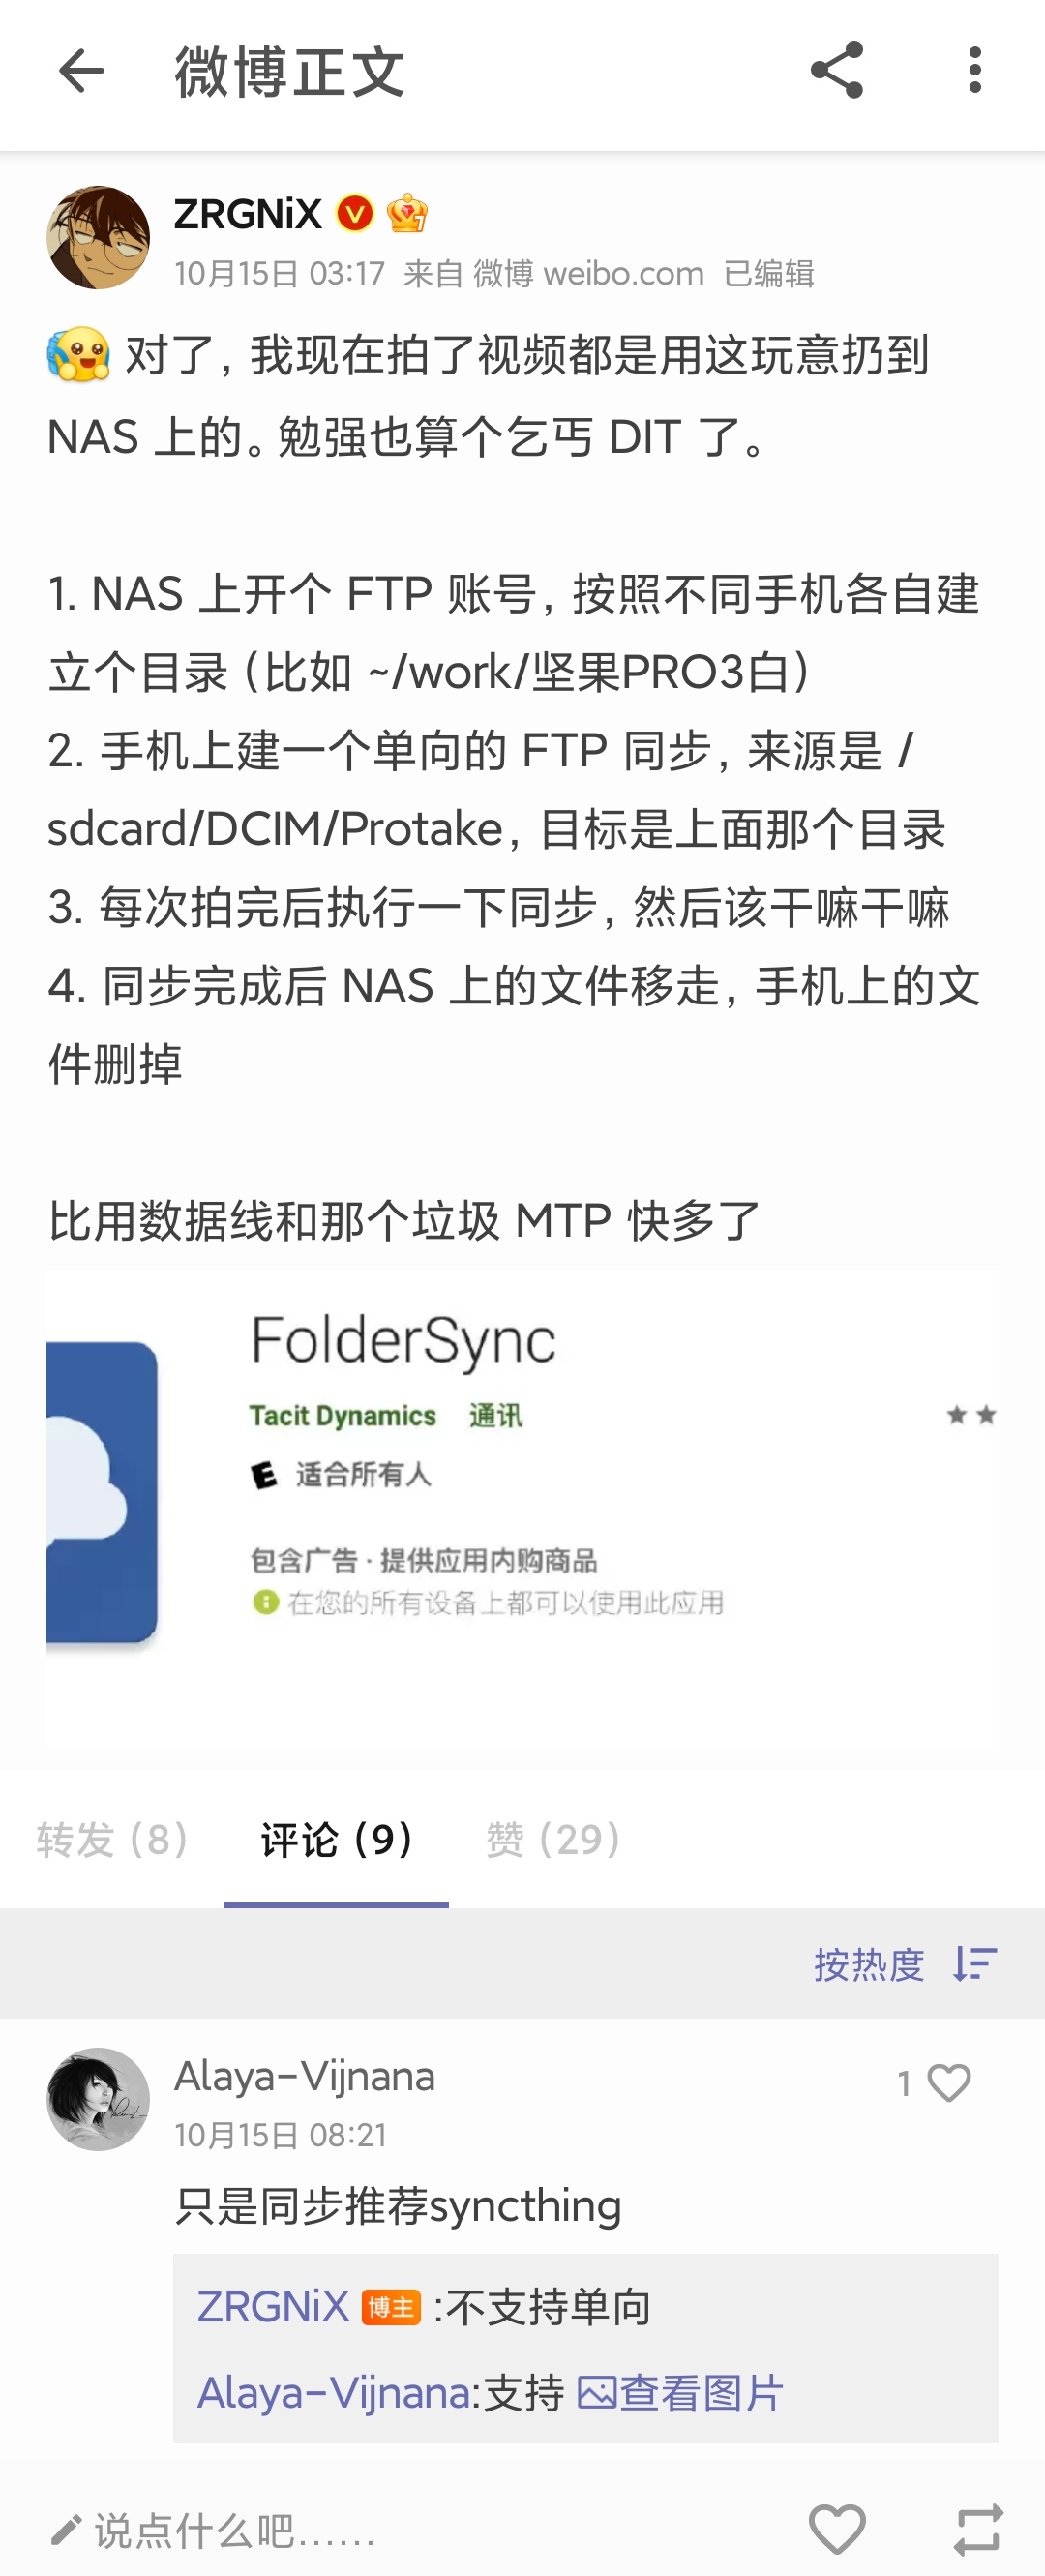 微博正文
ZRGNiX
10月15日 03:17 来自 微博 weibo.com 已编辑
对了，我现在拍了视频都是用这玩意扔到
NAS 上的。勉强也算个乞丐 DIT 了。
1. NAS 上开个 FTP 账号，按照不同手机各自建
立个目录（比如 ~/work/坚果PRO3白）
2. 手机上建一个单向的 FTP 同步，来源是 /
sdcard/DCIM/Protake，目标是上面那个目录
3. 每次拍完后执行一下同步，然后该干嘛干嘛
4. 同步完成后 NAS 上的文件移走，手机上的文
件删掉
比用数据线和那个垃圾 MTP 快多了
FolderSync
Tacit Dynamics 通讯
适合所有人
包含广告 · 提供应用内购商品
在您的所有设备上都可以使用此应用
转发（8） 评论（9） 赞（29）
按热度
Alaya-Vijnana
1
10月15日 08:21
只是同步推荐syncthing
ZRGNiX 博主 :不支持单向
Alaya-Vijnana:支持 查看图片
说点什么吧……